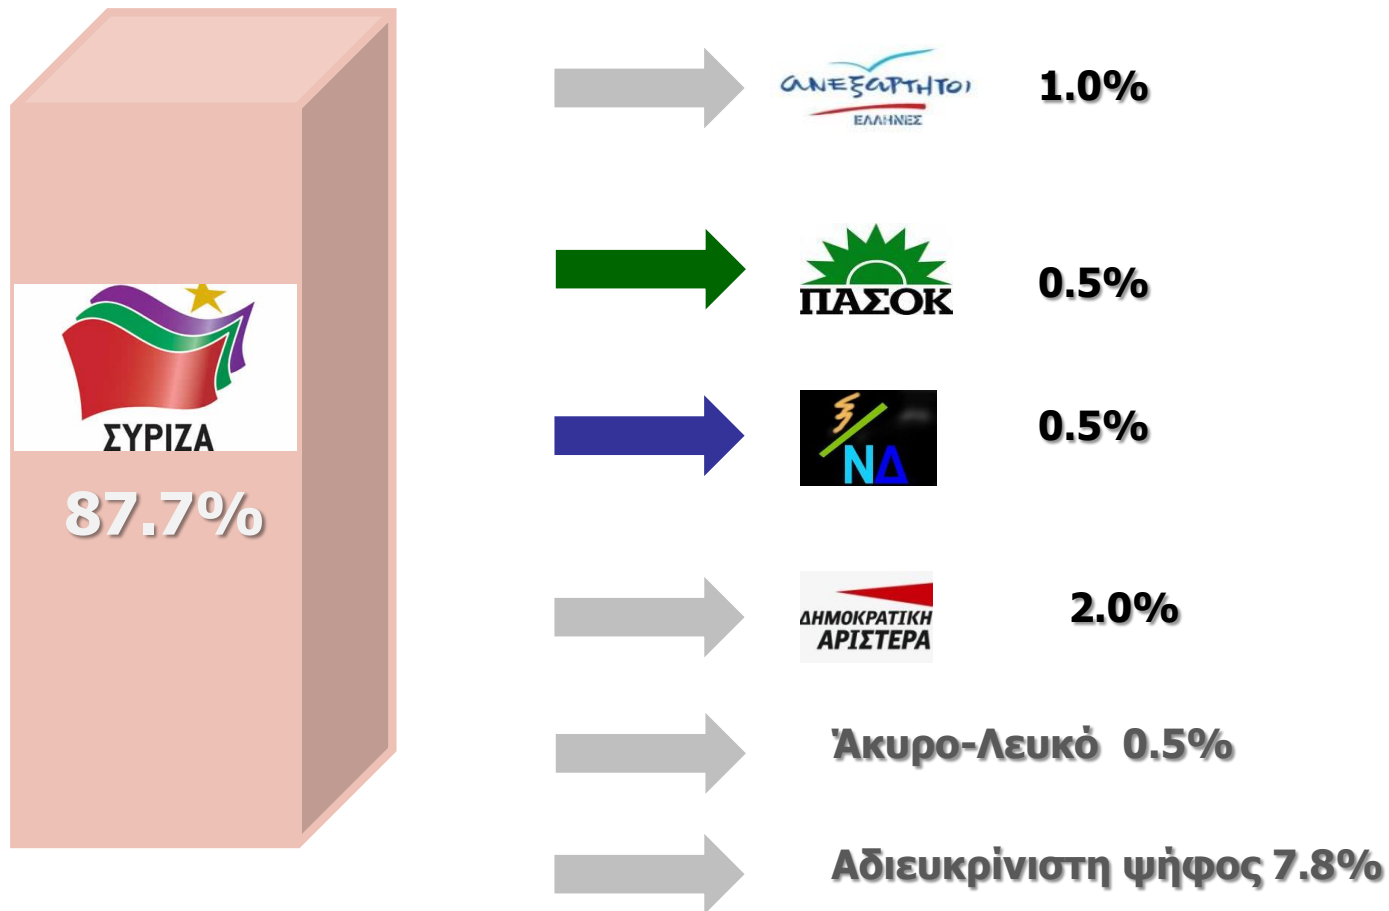 ανεξαρτητοι
ΕΛΛΗΝΕΣ
1.0%
ΠΑΣΟΚ
0.5%
ΣΥΡΙΖΑ
87.7%
ΝΔ
0.5%
ΔΗΜΟΚΡΑΤΙΚΗ
ΑΡΙΣΤΕΡΑ
2.0%
Άκυρο-Λευκό 0.5%
Αδιευκρίνιστη ψήφος 7.8%